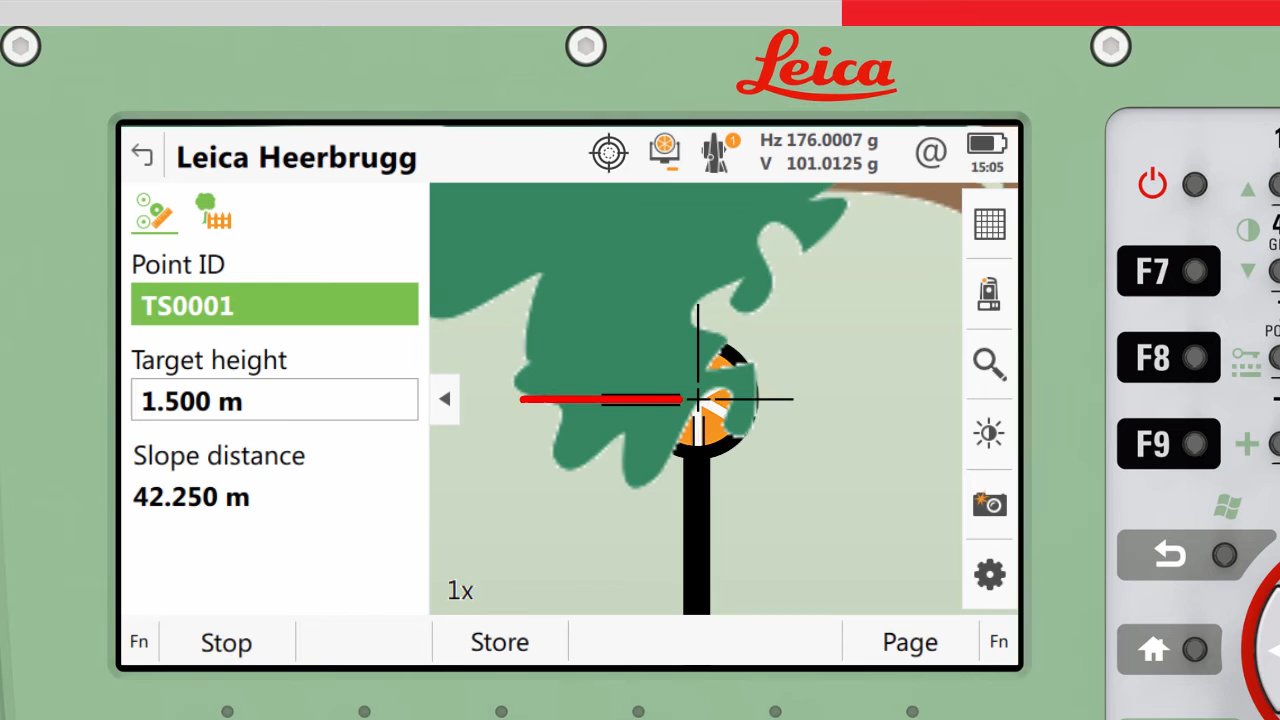 Leica
Leica Heerbrugg
1
Hz 176.0007 g
V 101.0125 g
@
15:05
Point ID
TS0001
Target height
1.500 m
Slope distance
42.250 m
1x
Fn
Stop
Store
Page
Fn
F7
F8
F9